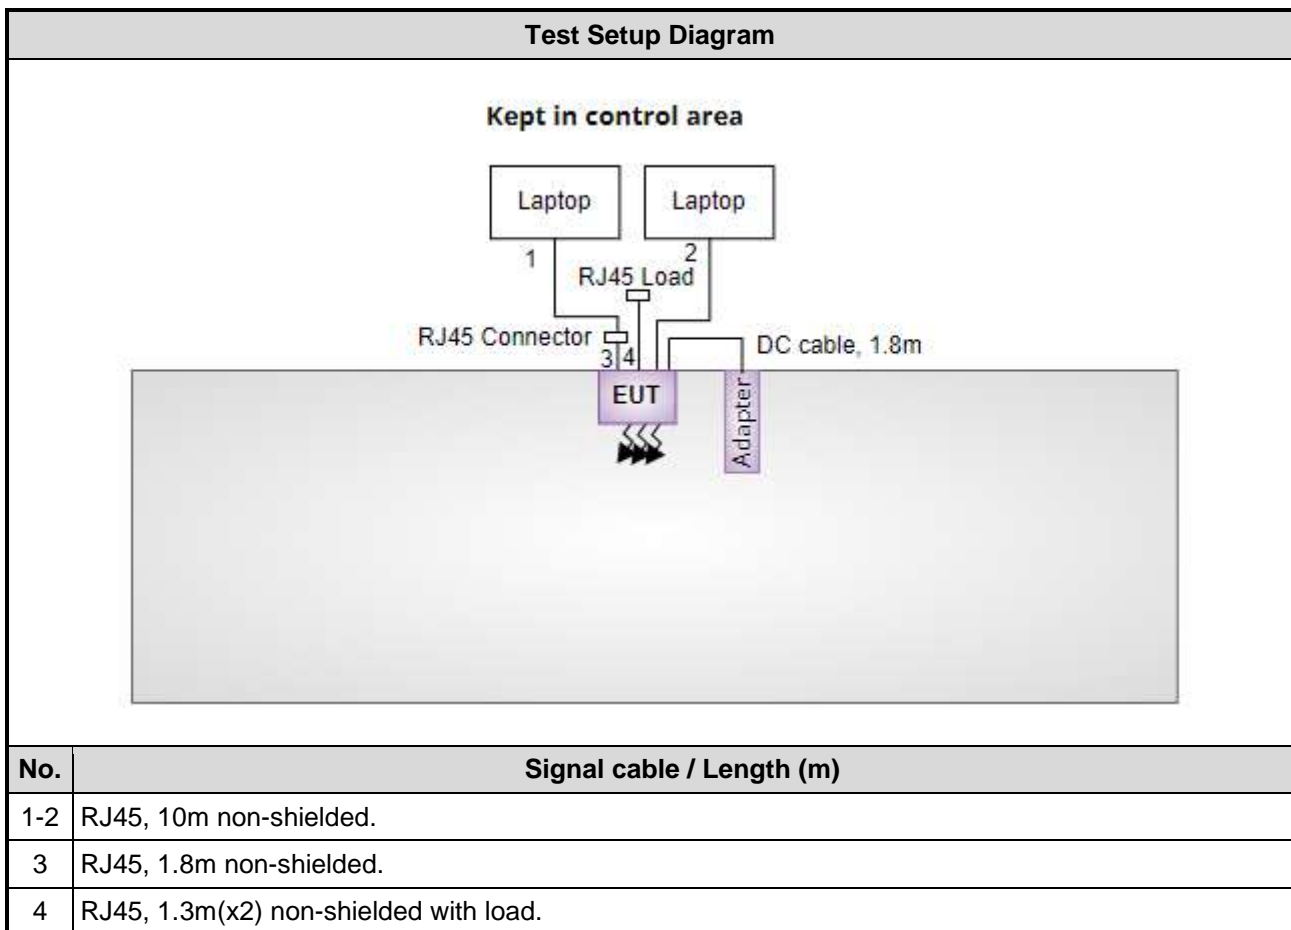 Test Setup Diagram
Kept in control area
Laptop Laptop
1 2
RJ45 Load
RJ45 Connector
3 4
DC cable, 1.8m
EUT
Adapter
No. Signal cable / Length (m)
1-2 RJ45, 10m non-shielded.
3 RJ45, 1.8m non-shielded.
4 RJ45, 1.3m(x2) non-shielded with load.